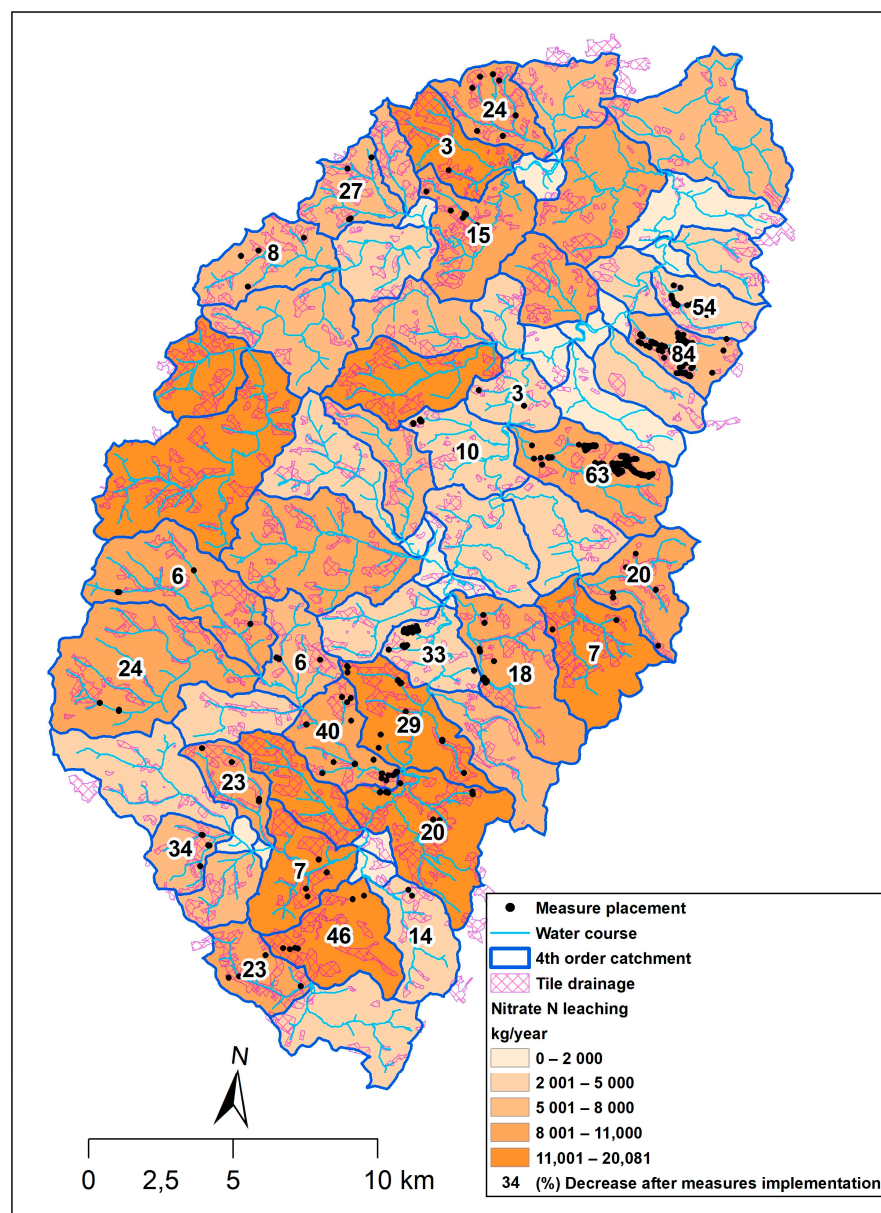 24
3
27
15
8
54
84
3
10
63
6
20
33
6
7
24
18
29
40
23
20
34
7
46
14
23
Measure placement
Water course
4th order catchment
Tile drainage
Nitrate N leaching
kg/year
0 – 2 000
2 001 – 5 000
5 001 – 8 000
8 001 – 11,000
11,001 – 20,081
34 (%) Decrease after measures implementation
N
0 2,5 5 10 km